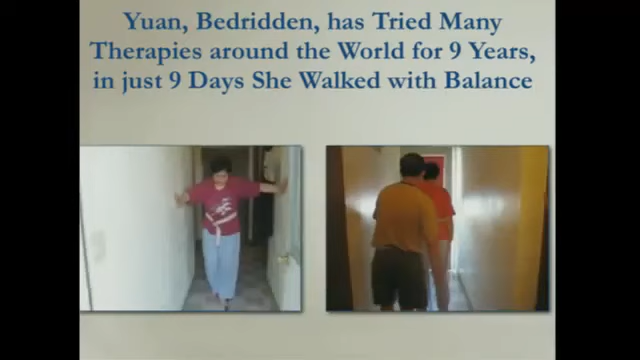 Yuan, Bedridden, has Tried Many
Therapies around the World for 9 Years,
in just 9 Days She Walked with Balance